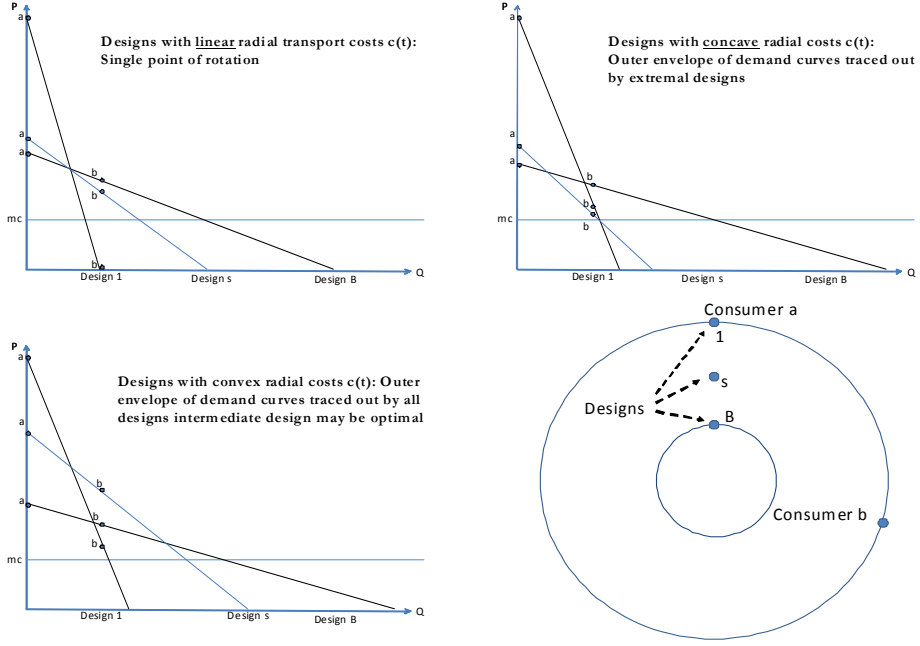 P
a
Designs with linear radial transport costs c(t):
Single point of rotation
a
a
b
b
mc
b
Q
Design 1
Design s
Design B
P
a
Designs with concave radial costs c(t):
Outer envelope of demand curves traced out
by extremal designs
a
a
b
b
mc
b
Q
Design 1
Design s
Design B
P
a
Designs with convex radial costs c(t): Outer
envelope of demand curves traced out by all
designs intermediate design may be optimal
a
a
b
b
b
mc
Q
Design 1
Design s
Design B
Consumer a
1
s
Designs
B
Consumer b